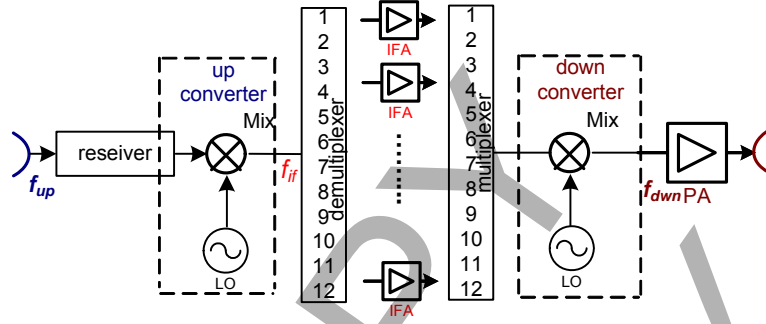 up
converter
Mix
reseiver
f_up
LO
f_if
demultiplexer
1
2
3
4
5
6
7
8
9
10
11
12
IFA
IFA
IFA
multiplexer
1
2
3
4
5
6
7
8
9
10
11
12
down
converter
Mix
LO
f_dwn
PA